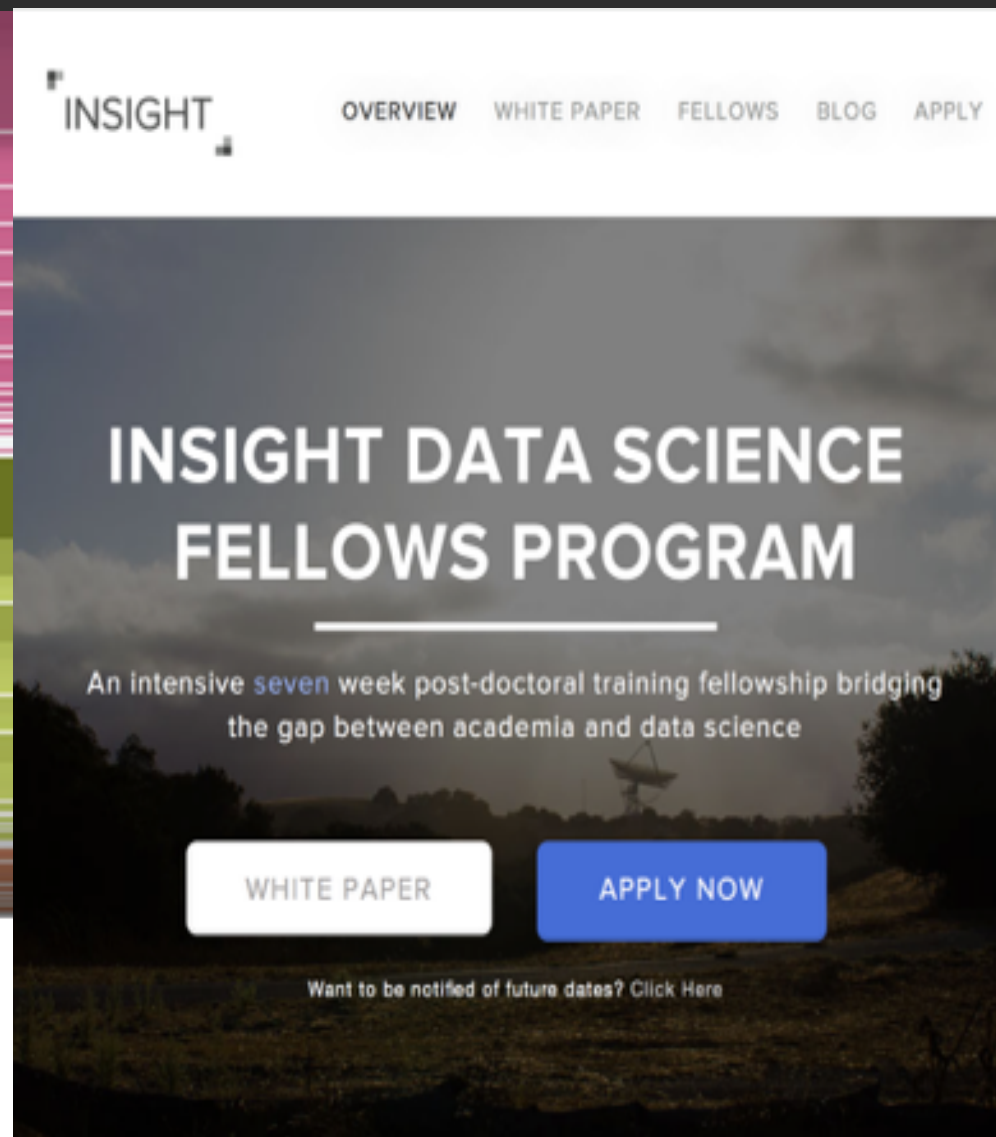 INSIGHT
OVERVIEW WHITE PAPER FELLOWS BLOG APPLY
INSIGHT DATA SCIENCE
FELLOWS PROGRAM
An intensive seven week post-doctoral training fellowship bridging
the gap between academia and data science
WHITE PAPER APPLY NOW
Want to be notified of future dates? Click Here